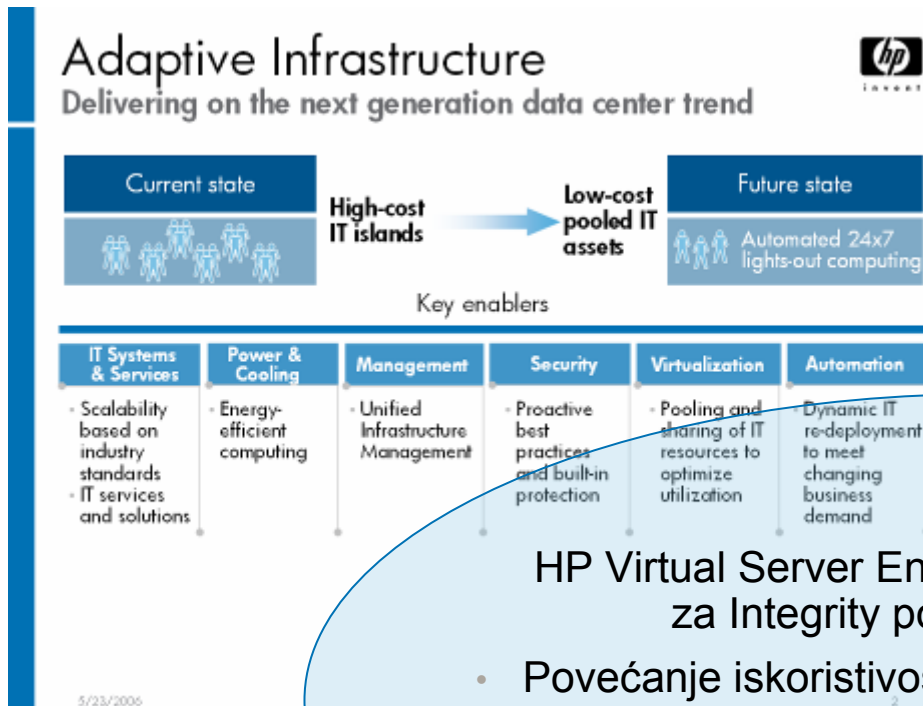 Adaptive Infrastructure
Delivering on the next generation data center trend
hp
invent
Current state
High-cost
IT islands
Low-cost
pooled IT
assets
Future state
Automated 24x7
lights-out computing
Key enablers
IT Systems
& Services
• Scalability
based on
industry
standards
• IT services
and solutions
Power &
Cooling
• Energy-
efficient
computing
Management
• Unified
Infrastructure
Management
Security
• Proactive
best
practices
and built-in
protection
Virtualization
• Pooling and
sharing of IT
resources to
optimize
utilization
Automation
• Dynamic IT
re-deployment
to meet
changing
business
demand
HP Virtual Server En
za Integrity po
• Povećanje iskoristivos
5/23/2006
2